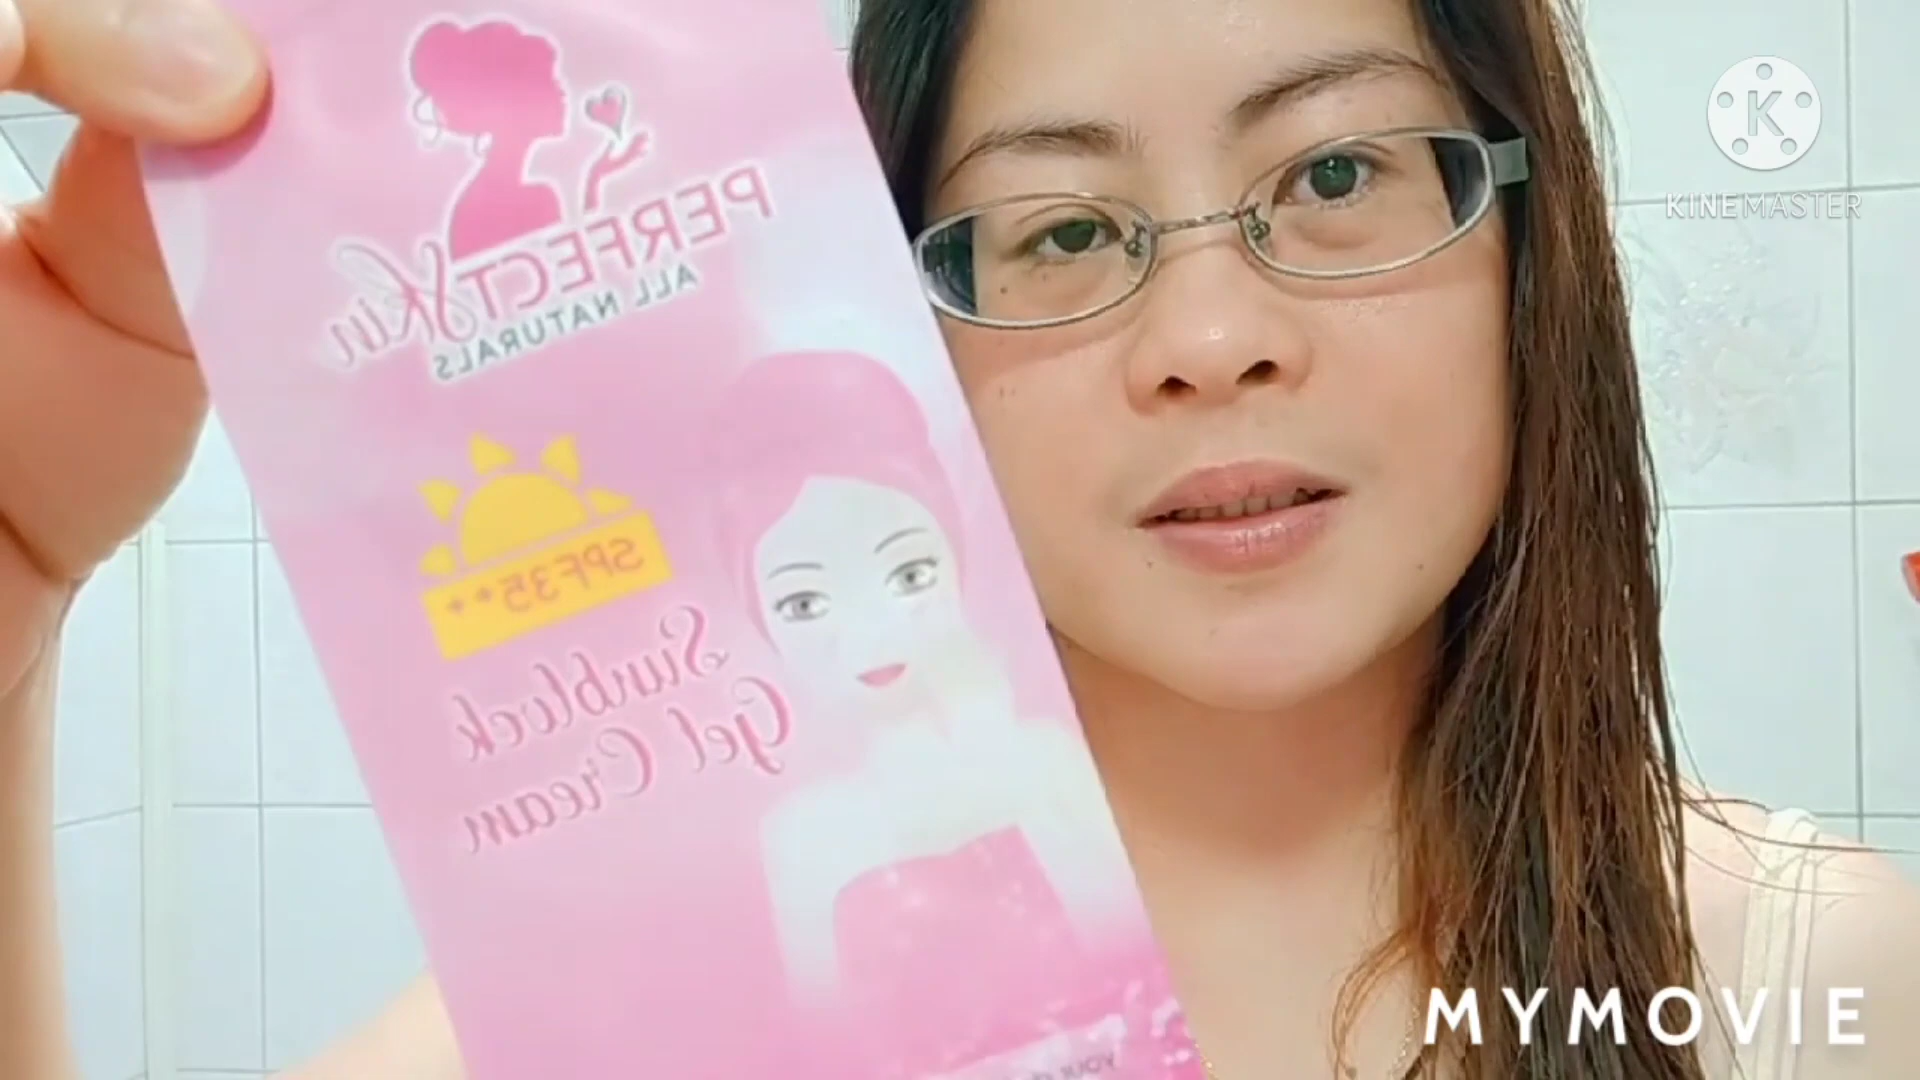 PERFECT Skin
ALL NATURALS
SPF35++
Sunblock
Gel Cream
K
KINEMASTER
MYMOVIE